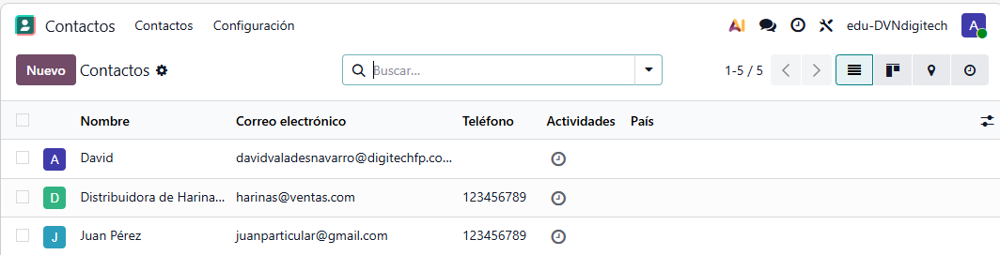 Contactos Contactos Configuración AI edu-DVNdigitech A
Nuevo Contactos Buscar... 1-5 / 5
Nombre Correo electrónico Teléfono Actividades País
A David davidvaladesnavarro@digitechfp.co...
D Distribuidora de Harina... harinas@ventas.com 123456789
J Juan Pérez juanparticular@gmail.com 123456789